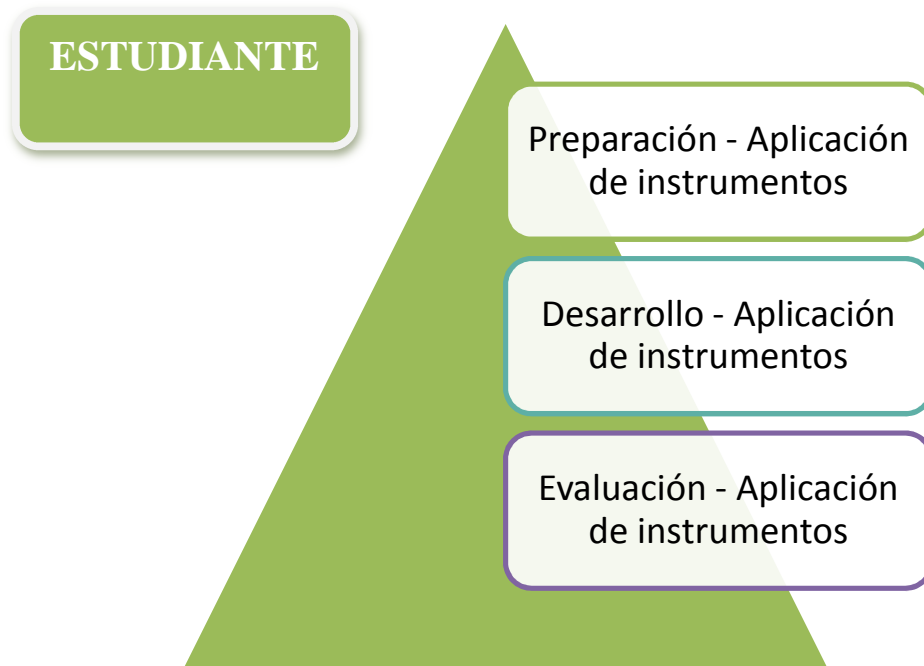 ESTUDIANTE
Preparación - Aplicación
de instrumentos
Desarrollo - Aplicación
de instrumentos
Evaluación - Aplicación
de instrumentos